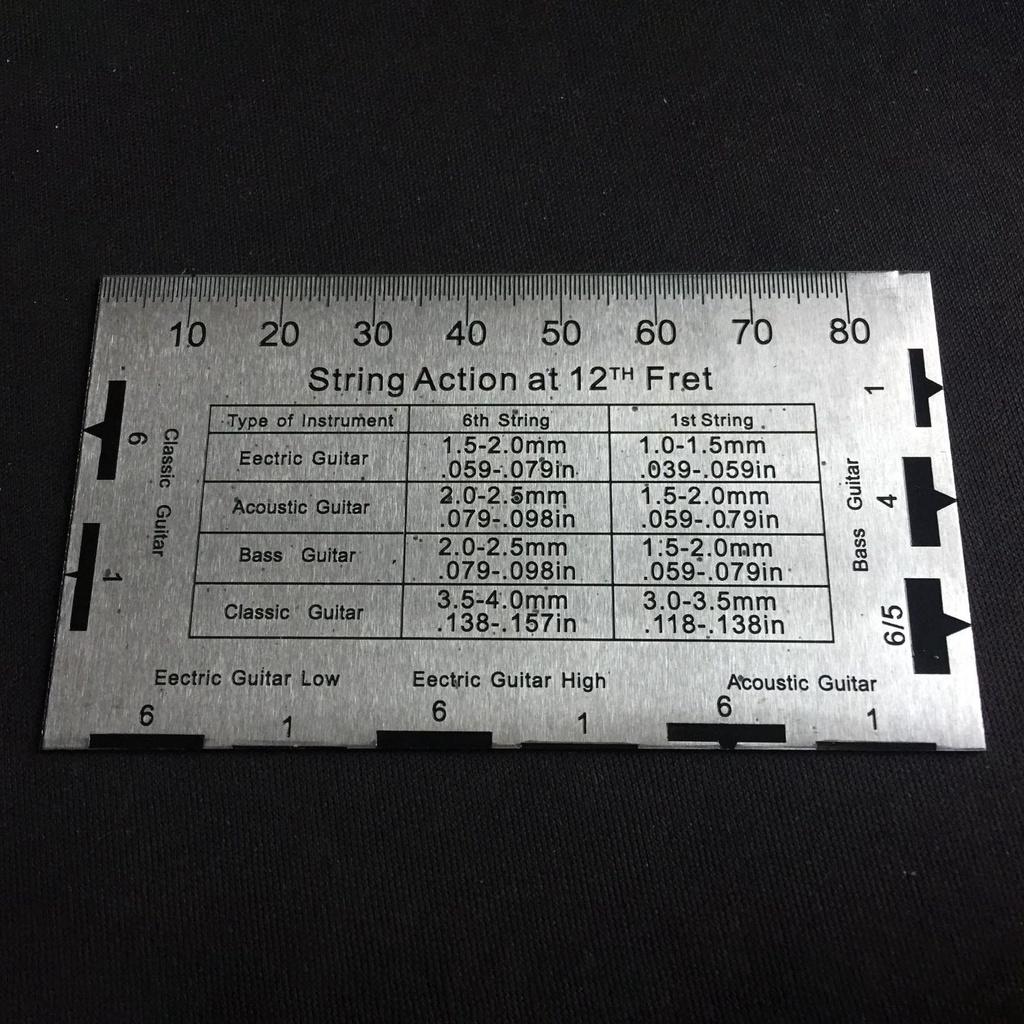 10 20 30 40 50 60 70 80
String Action at 12TH Fret
Type of Instrument 6th String 1st String
Eectric Guitar 1.5-2.0mm 1.0-1.5mm
.059-.079in .039-.059in
Acoustic Guitar 2.0-2.5mm 1.5-2.0mm
.079-.098in .059-.079in
Bass Guitar 2.0-2.5mm 1.5-2.0mm
.079-.098in .059-.079in
Classic Guitar 3.5-4.0mm 3.0-3.5mm
.138-.157in .118-.138in
Classic Guitar
6 1
Bass Guitar
1 4 6/5
Eectric Guitar Low Eectric Guitar High Acoustic Guitar
6 1 6 1 6 1